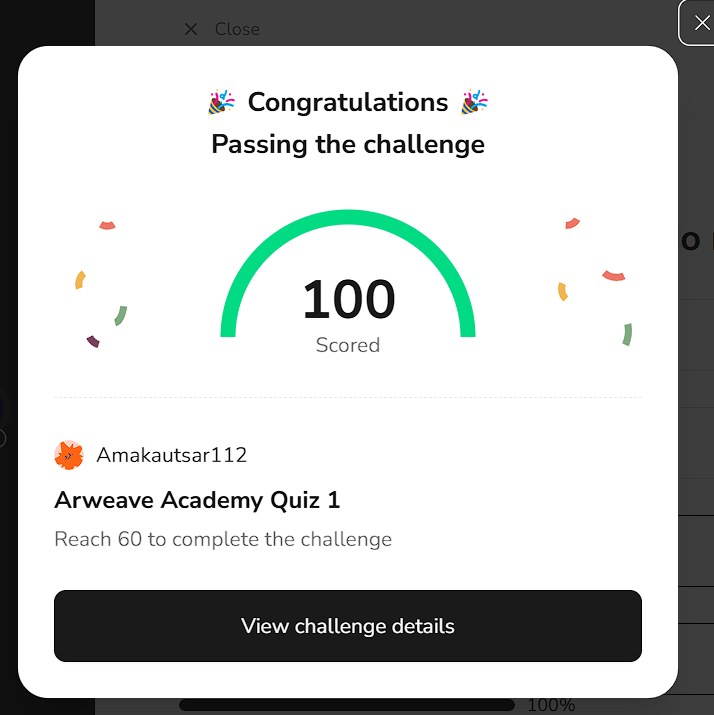 Close
Congratulations
Passing the challenge
100
Scored
Amakautsar112
Arweave Academy Quiz 1
Reach 60 to complete the challenge
View challenge details
100%